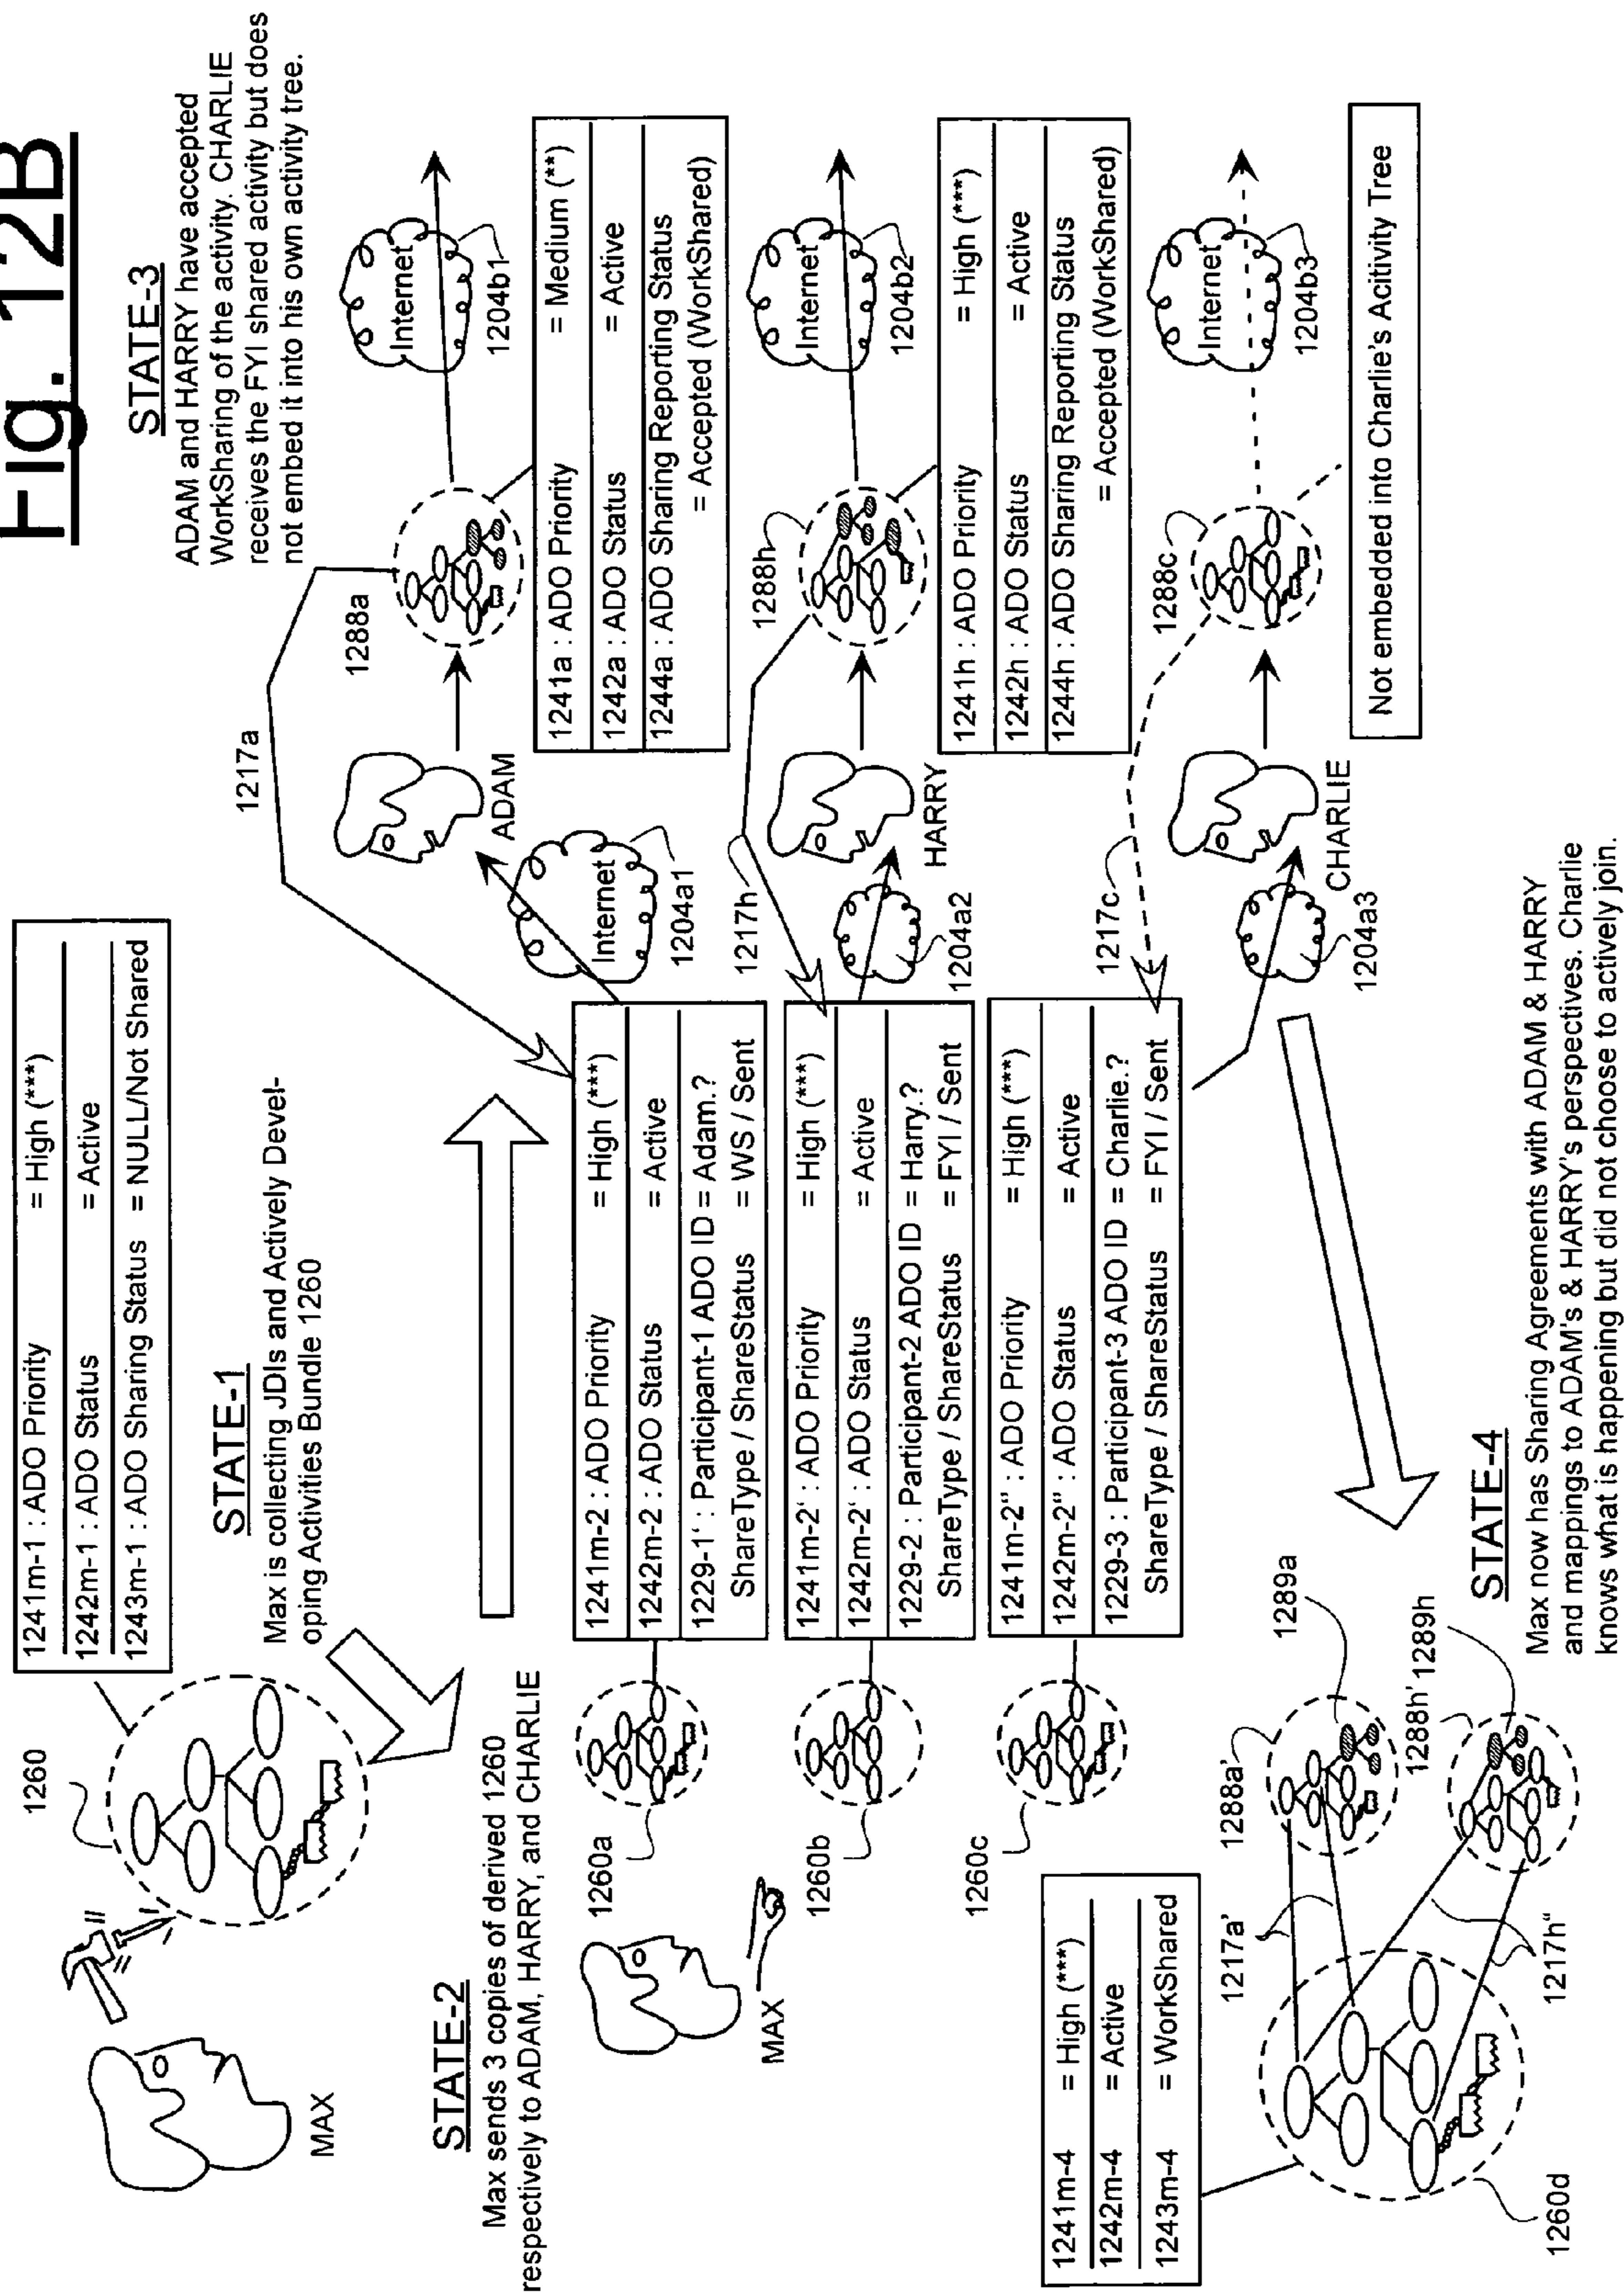 Fig. 12B
1241m-1 : ADO Priority = High (***)
1242m-1 : ADO Status = Active
1243m-1 : ADO Sharing Status = NULL/Not Shared
1260
MAX
STATE-1
Max is collecting JDIs and Actively Devel-
oping Activities Bundle 1260
STATE-2
Max sends 3 copies of derived 1260
respectively to ADAM, HARRY, and CHARLIE
MAX
1260a
1260b
1260c
1241m-2 : ADO Priority = High (***)
1242m-2 : ADO Status = Active
1229-1' : Participant-1 ADO ID = Adam.?
ShareType / ShareStatus = WS / Sent
1241m-2' : ADO Priority = High (***)
1242m-2' : ADO Status = Active
1229-2 : Participant-2 ADO ID = Harry.?
ShareType / ShareStatus = FYI / Sent
1241m-2" : ADO Priority = High (***)
1242m-2" : ADO Status = Active
1229-3 : Participant-3 ADO ID = Charlie.?
ShareType / ShareStatus = FYI / Sent
STATE-3
ADAM and HARRY have accepted
WorkSharing of the activity. CHARLIE
receives the FYI shared activity but does
not embed it into his own activity tree.
1217a
1288a
ADAM
Internet
1204a1
Internet
1204b1
1241a : ADO Priority = Medium (**)
1242a : ADO Status = Active
1244a : ADO Sharing Reporting Status
= Accepted (WorkShared)
1217h
1288h
HARRY
1204a2
Internet
1204b2
1241h : ADO Priority = High (***)
1242h : ADO Status = Active
1244h : ADO Sharing Reporting Status
= Accepted (WorkShared)
1217c
1288c
CHARLIE
1204a3
Internet
1204b3
Not embedded into Charlie's Acitivity Tree
STATE-4
Max now has Sharing Agreements with ADAM & HARRY
and mappings to ADAM's & HARRY's perspectives. Charlie
knows what is happening but did not choose to actively join.
1241m-4 = High (***)
1242m-4 = Active
1243m-4 = WorkShared
1260d
1217a'
1217h"
1288a'
1289a
1288h'
1289h